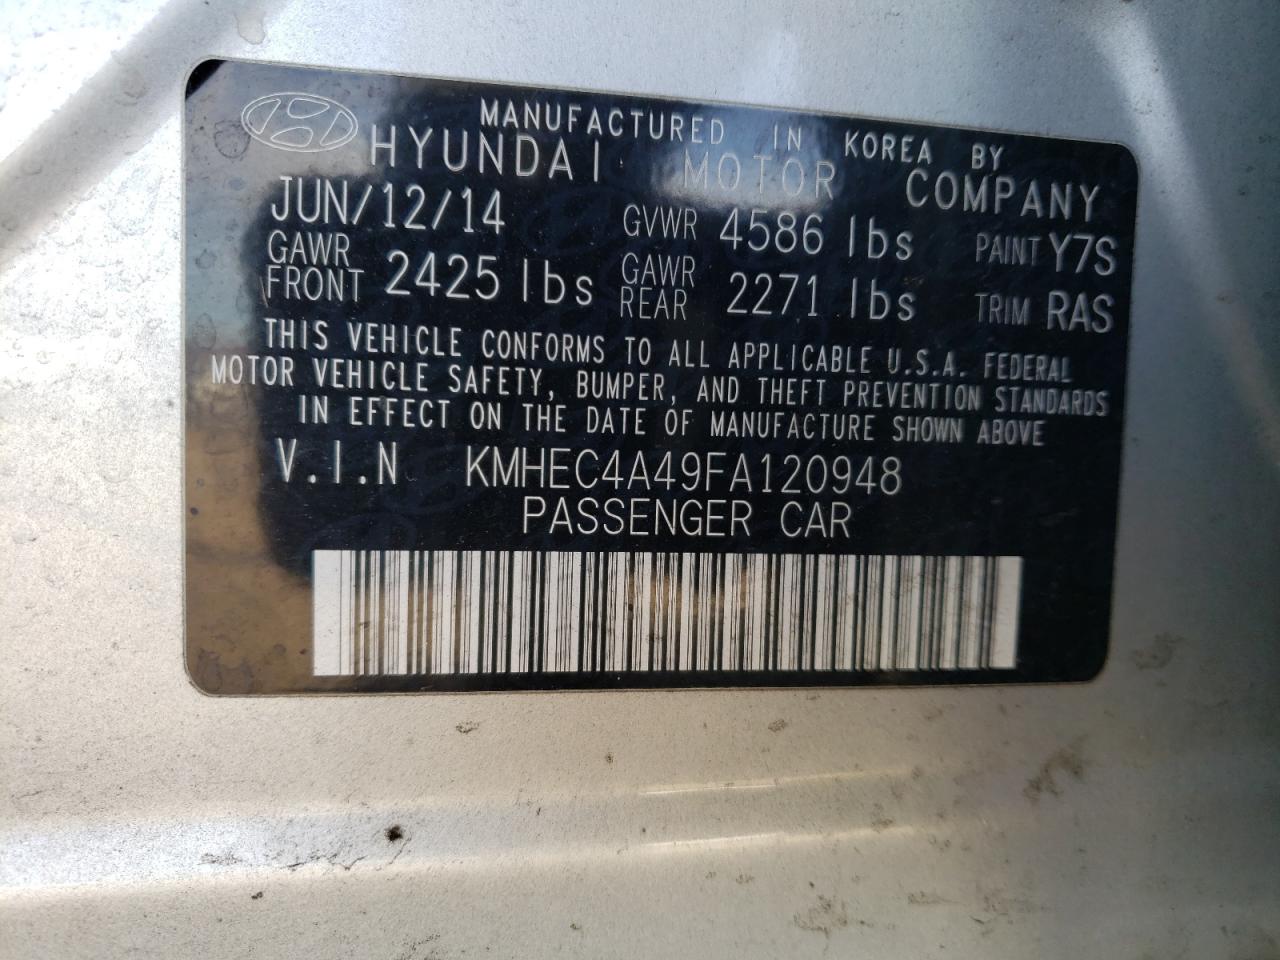 MANUFACTURED IN KOREA BY
HYUNDAI MOTOR COMPANY
JUN/12/14 GVWR 4586 lbs PAINT Y7S
GAWR FRONT 2425 lbs GAWR REAR 2271 lbs TRIM RAS
THIS VEHICLE CONFORMS TO ALL APPLICABLE U.S.A. FEDERAL
MOTOR VEHICLE SAFETY, BUMPER, AND THEFT PREVENTION STANDARDS
IN EFFECT ON THE DATE OF MANUFACTURE SHOWN ABOVE
V.I.N KMHEC4A49FA120948
PASSENGER CAR